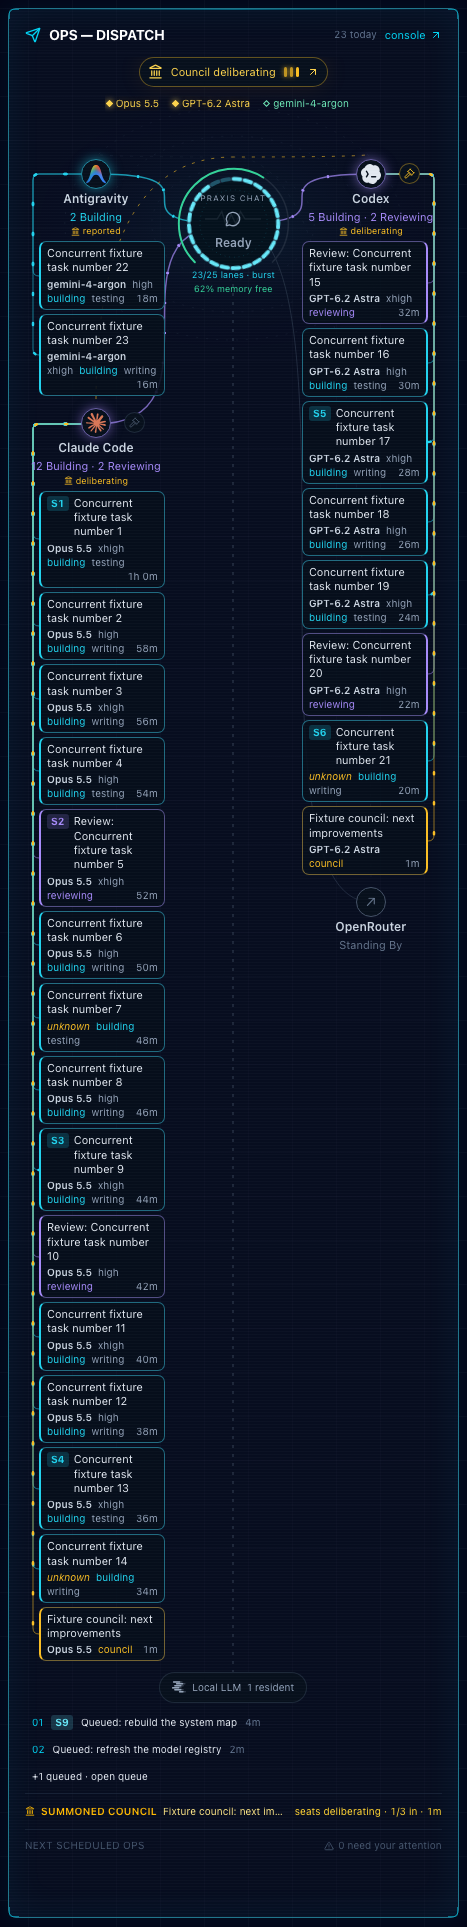 OPS — DISPATCH
23 today console
Council deliberating
Opus 5.5 GPT-6.2 Astra gemini-4-argon
Antigravity
2 Building
reported
Concurrent fixture
task number 22
gemini-4-argon high
building testing 18m
Concurrent fixture
task number 23
gemini-4-argon
xhigh building writing
16m
PRAXIS CHAT
Ready
23/25 lanes · burst
62% memory free
Codex
5 Building · 2 Reviewing
deliberating
Review: Concurrent
fixture task number
15
GPT-6.2 Astra xhigh
reviewing 32m
Concurrent fixture
task number 16
GPT-6.2 Astra high
building testing 30m
S5 Concurrent
fixture task
number 17
GPT-6.2 Astra xhigh
building writing 28m
Concurrent fixture
task number 18
GPT-6.2 Astra high
building writing 26m
Concurrent fixture
task number 19
GPT-6.2 Astra xhigh
building testing 24m
Review: Concurrent
fixture task number
20
GPT-6.2 Astra high
reviewing 22m
S6 Concurrent
fixture task
number 21
unknown building
writing 20m
Fixture council: next
improvements
GPT-6.2 Astra
council 1m
OpenRouter
Standing By
Claude Code
12 Building · 2 Reviewing
deliberating
S1 Concurrent
fixture task
number 1
Opus 5.5 xhigh
building testing
1h 0m
Concurrent fixture
task number 2
Opus 5.5 high
building writing 58m
Concurrent fixture
task number 3
Opus 5.5 xhigh
building writing 56m
Concurrent fixture
task number 4
Opus 5.5 high
building testing 54m
S2 Review:
Concurrent
fixture task
number 5
Opus 5.5 xhigh
reviewing 52m
Concurrent fixture
task number 6
Opus 5.5 high
building writing 50m
Concurrent fixture
task number 7
unknown building
testing 48m
Concurrent fixture
task number 8
Opus 5.5 high
building writing 46m
S3 Concurrent
fixture task
number 9
Opus 5.5 xhigh
building writing 44m
Review: Concurrent
fixture task number
10
Opus 5.5 high
reviewing 42m
Concurrent fixture
task number 11
Opus 5.5 xhigh
building writing 40m
Concurrent fixture
task number 12
Opus 5.5 high
building writing 38m
S4 Concurrent
fixture task
number 13
Opus 5.5 xhigh
building testing 36m
Concurrent fixture
task number 14
unknown building
writing 34m
Fixture council: next
improvements
Opus 5.5 council 1m
Local LLM 1 resident
01 S9 Queued: rebuild the system map 4m
02 Queued: refresh the model registry 2m
+1 queued · open queue
SUMMONED COUNCIL Fixture council: next im... seats deliberating · 1/3 in · 1m
NEXT SCHEDULED OPS 0 need your attention